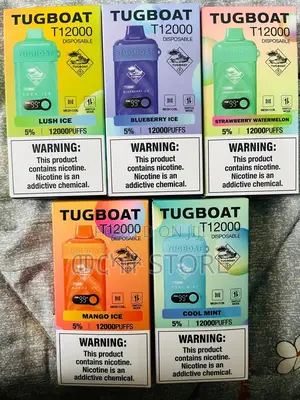 TUGBOAT
T12000
DISPOSABLE
TUGBOAT
LUSH ICE
5% | 12000PUFFS
WARNING:
This product
contains nicotine.
Nicotine is an
addictive chemical.
TUGBOAT
T12000
DISPOSABLE
TUGBOAT
BLUEBERRY ICE
5% | 12000PUFFS
WARNING:
This product
contains nicotine.
Nicotine is an
addictive chemical.
TUGBOAT
T12000
DISPOSABLE
STRAWBERRY WATERMELON
5% | 12000PUFFS
WARNING:
This product
contains nicotine.
Nicotine is an
addictive chemical.
TUGBOAT
T12000
DISPOSABLE
MANGO ICE
5% | 12000PUFFS
WARNING:
This product
contains nicotine.
Nicotine is an
addictive chemical.
TUGBOAT
T12000
DISPOSABLE
TUGBOAT
COOL MINT
5% | 12000PUFFS
WARNING:
This product
contains nicotine.
Nicotine is an
addictive chemical.
STORE